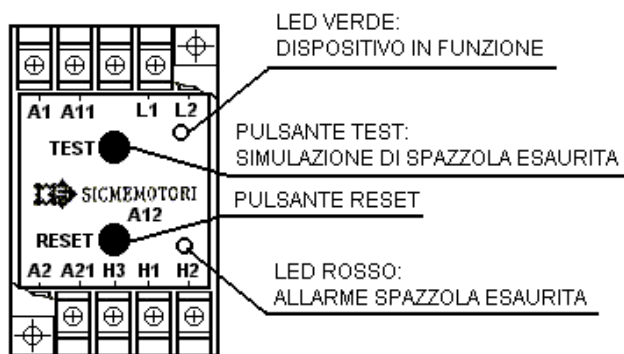 LED VERDE:
DISPOSITIVO IN FUNZIONE
A1 A11 L1 L2
TEST
PULSANTE TEST:
SIMULAZIONE DI SPAZZOLA ESAURITA
SICMEMOTORI
PULSANTE RESET
A12
RESET
A2 A21 H3 H1 H2
LED ROSSO:
ALLARME SPAZZOLA ESAURITA